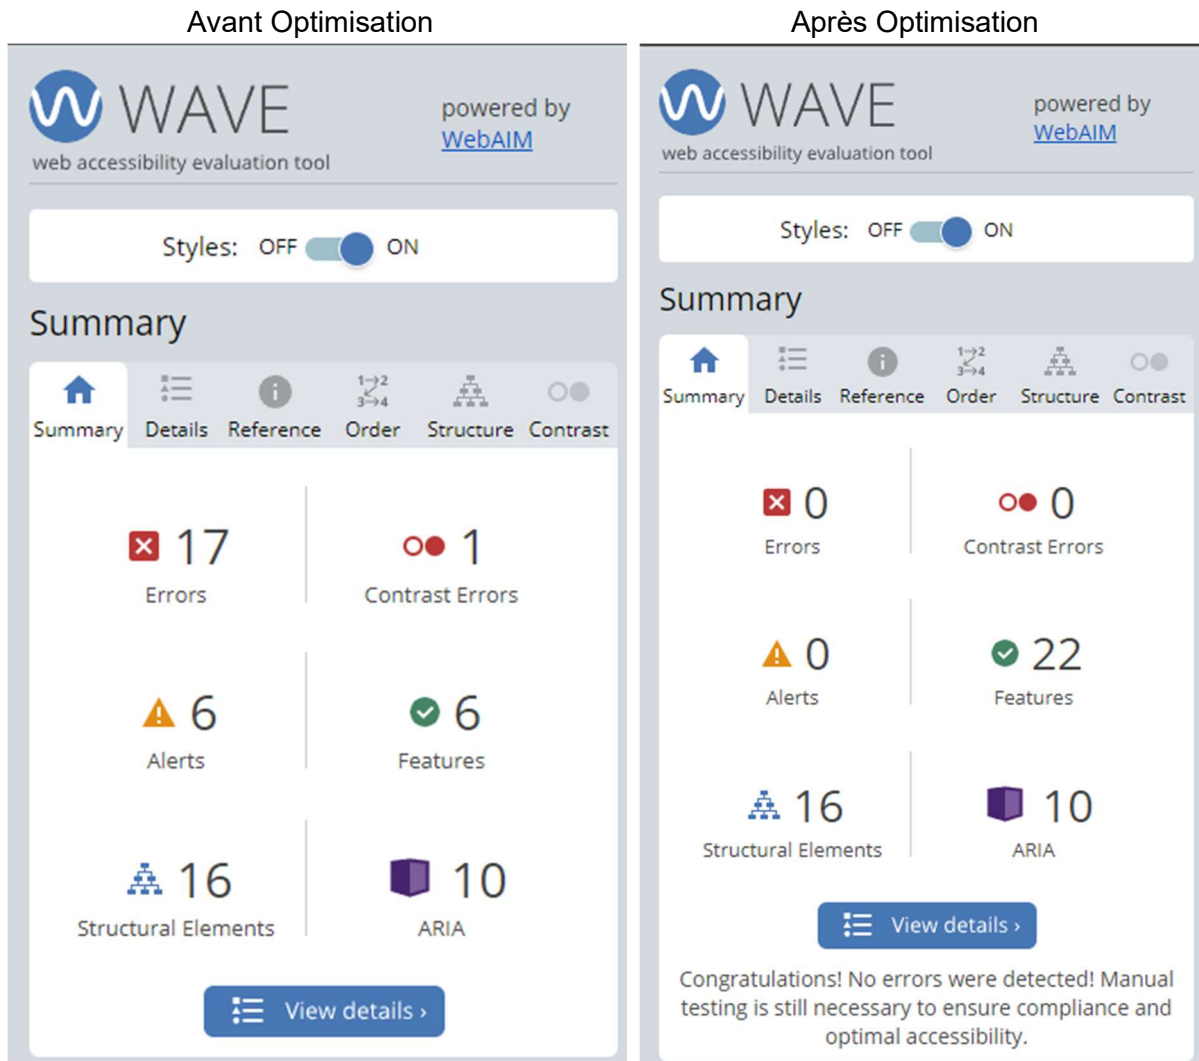 Avant Optimisation
WAVE
powered by
WebAIM
web accessibility evaluation tool
Styles: OFF ON
Summary
1→2
3→4
Summary Details Reference Order Structure Contrast
17 1
Errors Contrast Errors
6 6
Alerts Features
16 10
Structural Elements ARIA
View details ›
Après Optimisation
WAVE
powered by
WebAIM
web accessibility evaluation tool
Styles: OFF ON
Summary
1→2
3→4
Summary Details Reference Order Structure Contrast
0 0
Errors Contrast Errors
0 22
Alerts Features
16 10
Structural Elements ARIA
View details ›
Congratulations! No errors were detected! Manual
testing is still necessary to ensure compliance and
optimal accessibility.